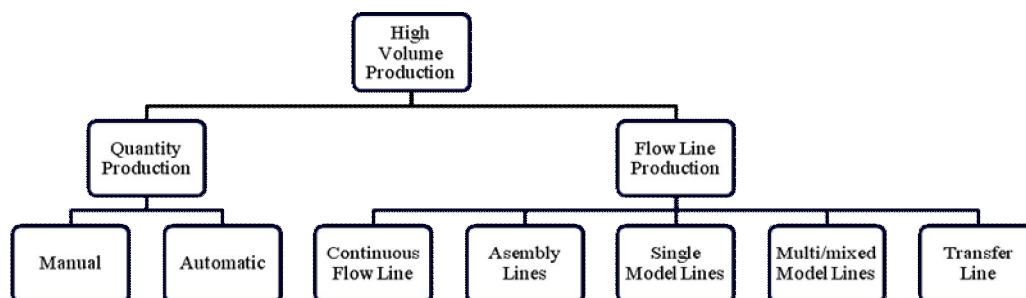 High
Volume
Production
Quantity
Production
Flow Line
Production
Manual
Automatic
Continuous
Flow Line
Asembly
Lines
Single
Model Lines
Multi/mixed
Model Lines
Transfer
Line